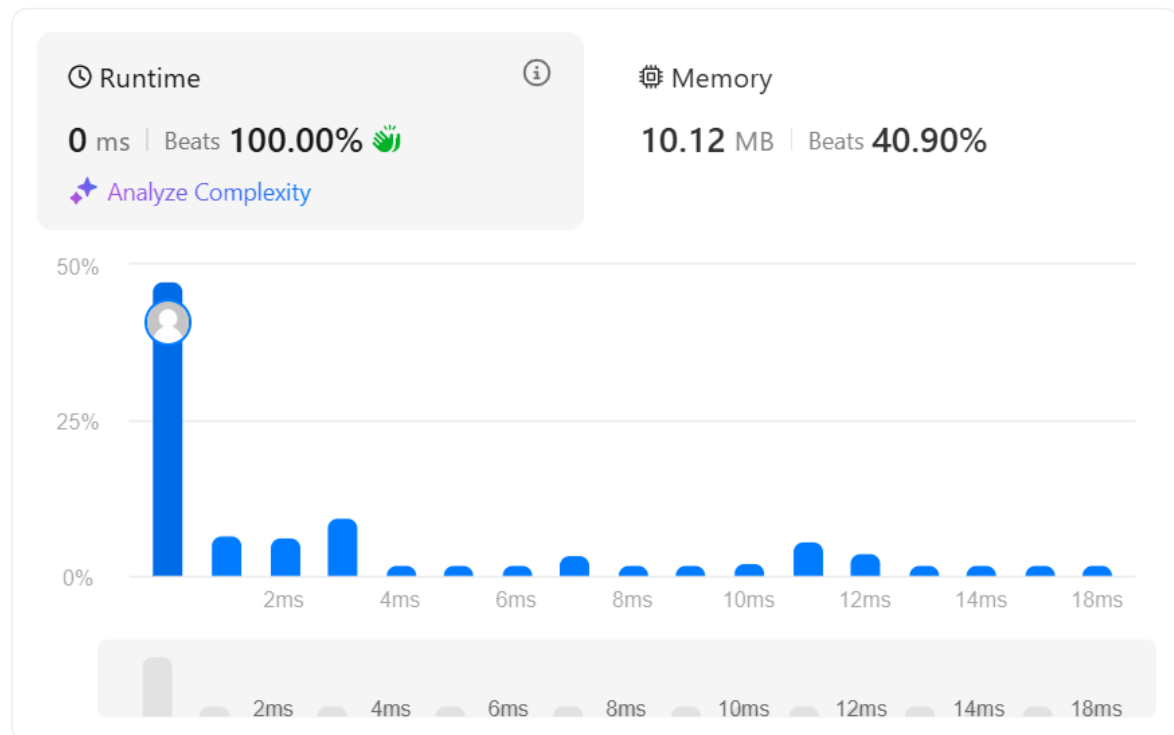 Runtime
0 ms | Beats 100.00%
Analyze Complexity
Memory
10.12 MB | Beats 40.90%
50%
25%
0%
2ms 4ms 6ms 8ms 10ms 12ms 14ms 18ms
2ms 4ms 6ms 8ms 10ms 12ms 14ms 18ms